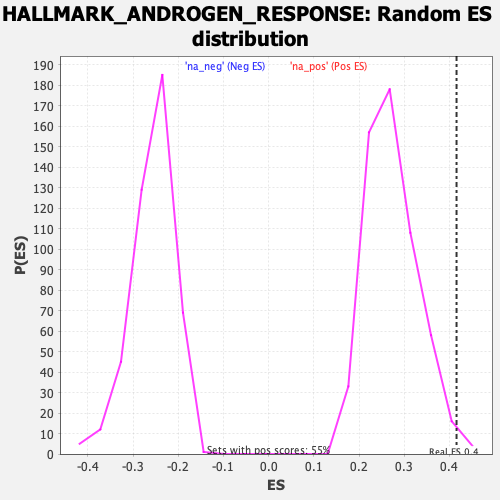 HALLMARK_ANDROGEN_RESPONSE: Random ES
distribution
'na_neg' (Neg ES) 'na_pos' (Pos ES)
190
180
170
160
150
140
130
120
110
100
90
80
70
60
50
40
30
20
10
0
P(ES)
Sets with pos scores: 55%
Real ES 0.4
-0.4 -0.3 -0.2 -0.1 0.0 0.1 0.2 0.3 0.4
ES